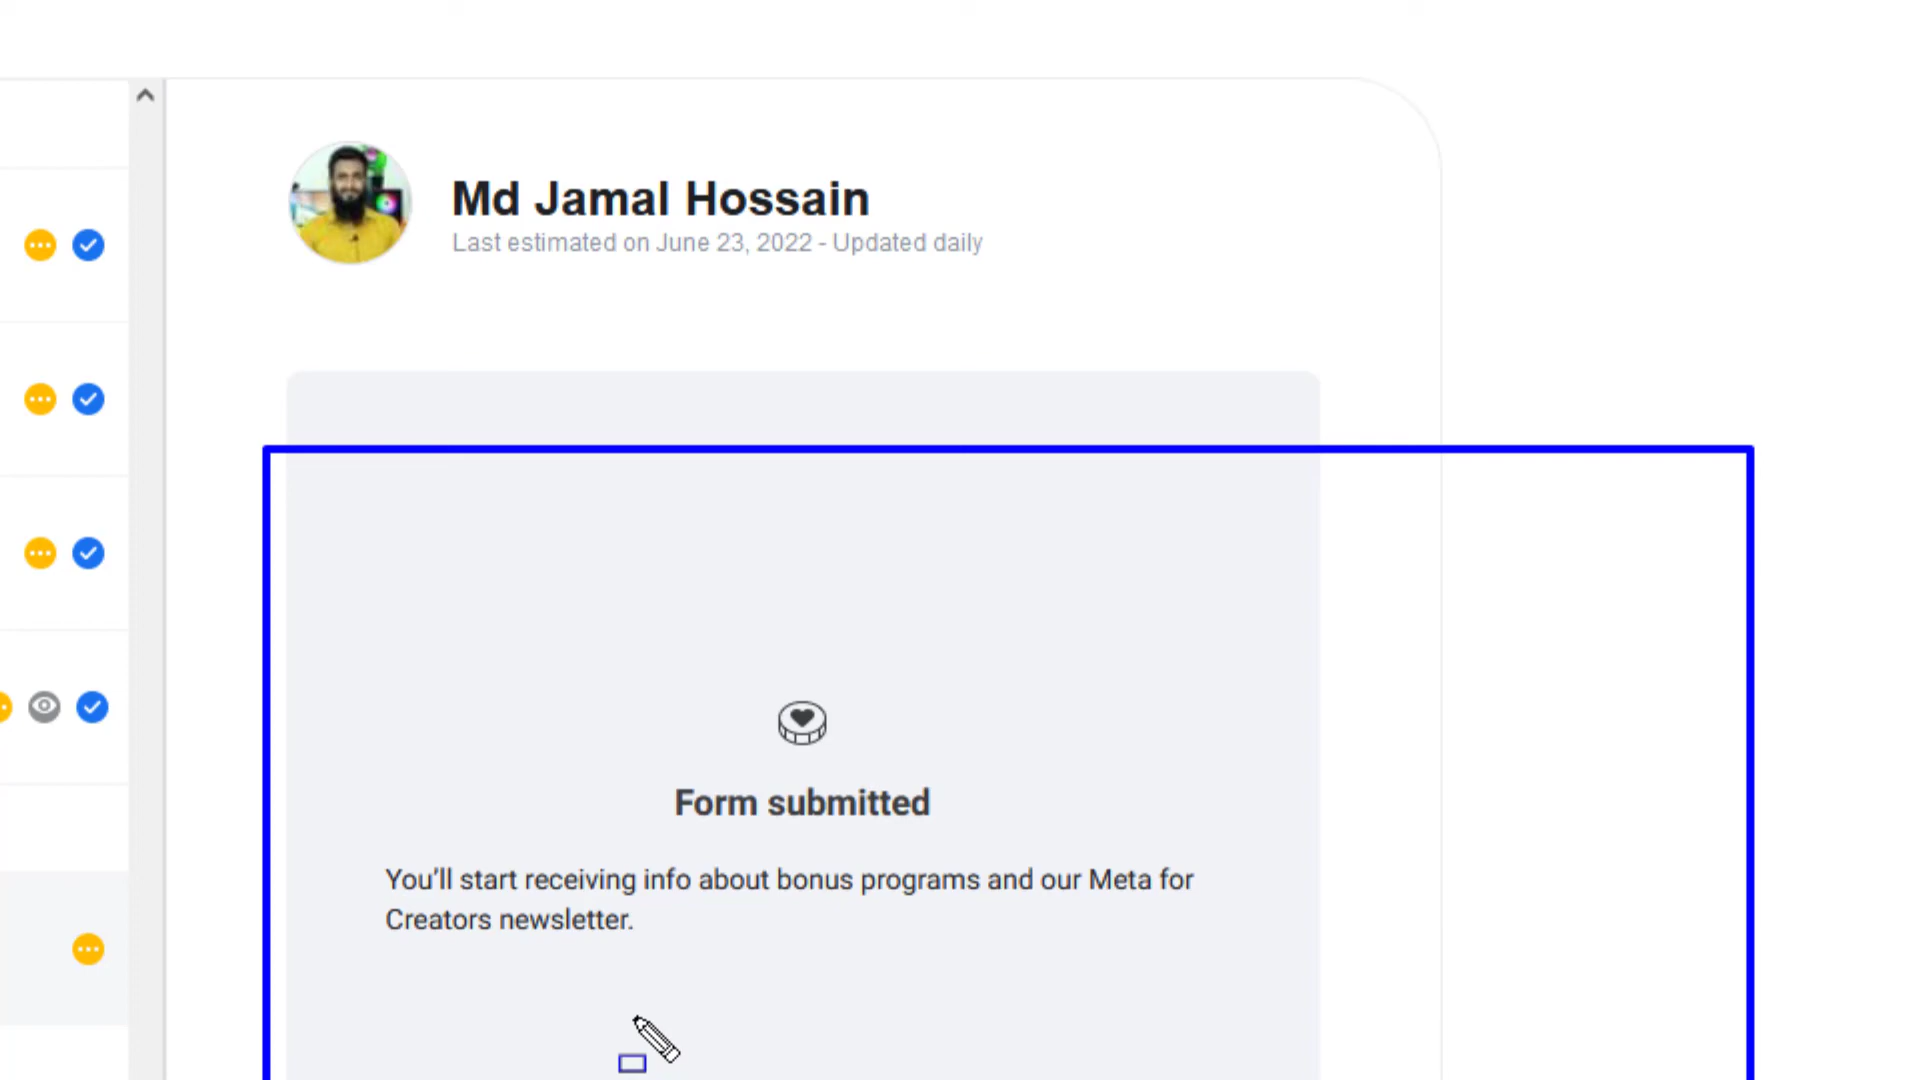 Md Jamal Hossain
Last estimated on June 23, 2022 - Updated daily
Form submitted
You'll start receiving info about bonus programs and our Meta for
Creators newsletter.